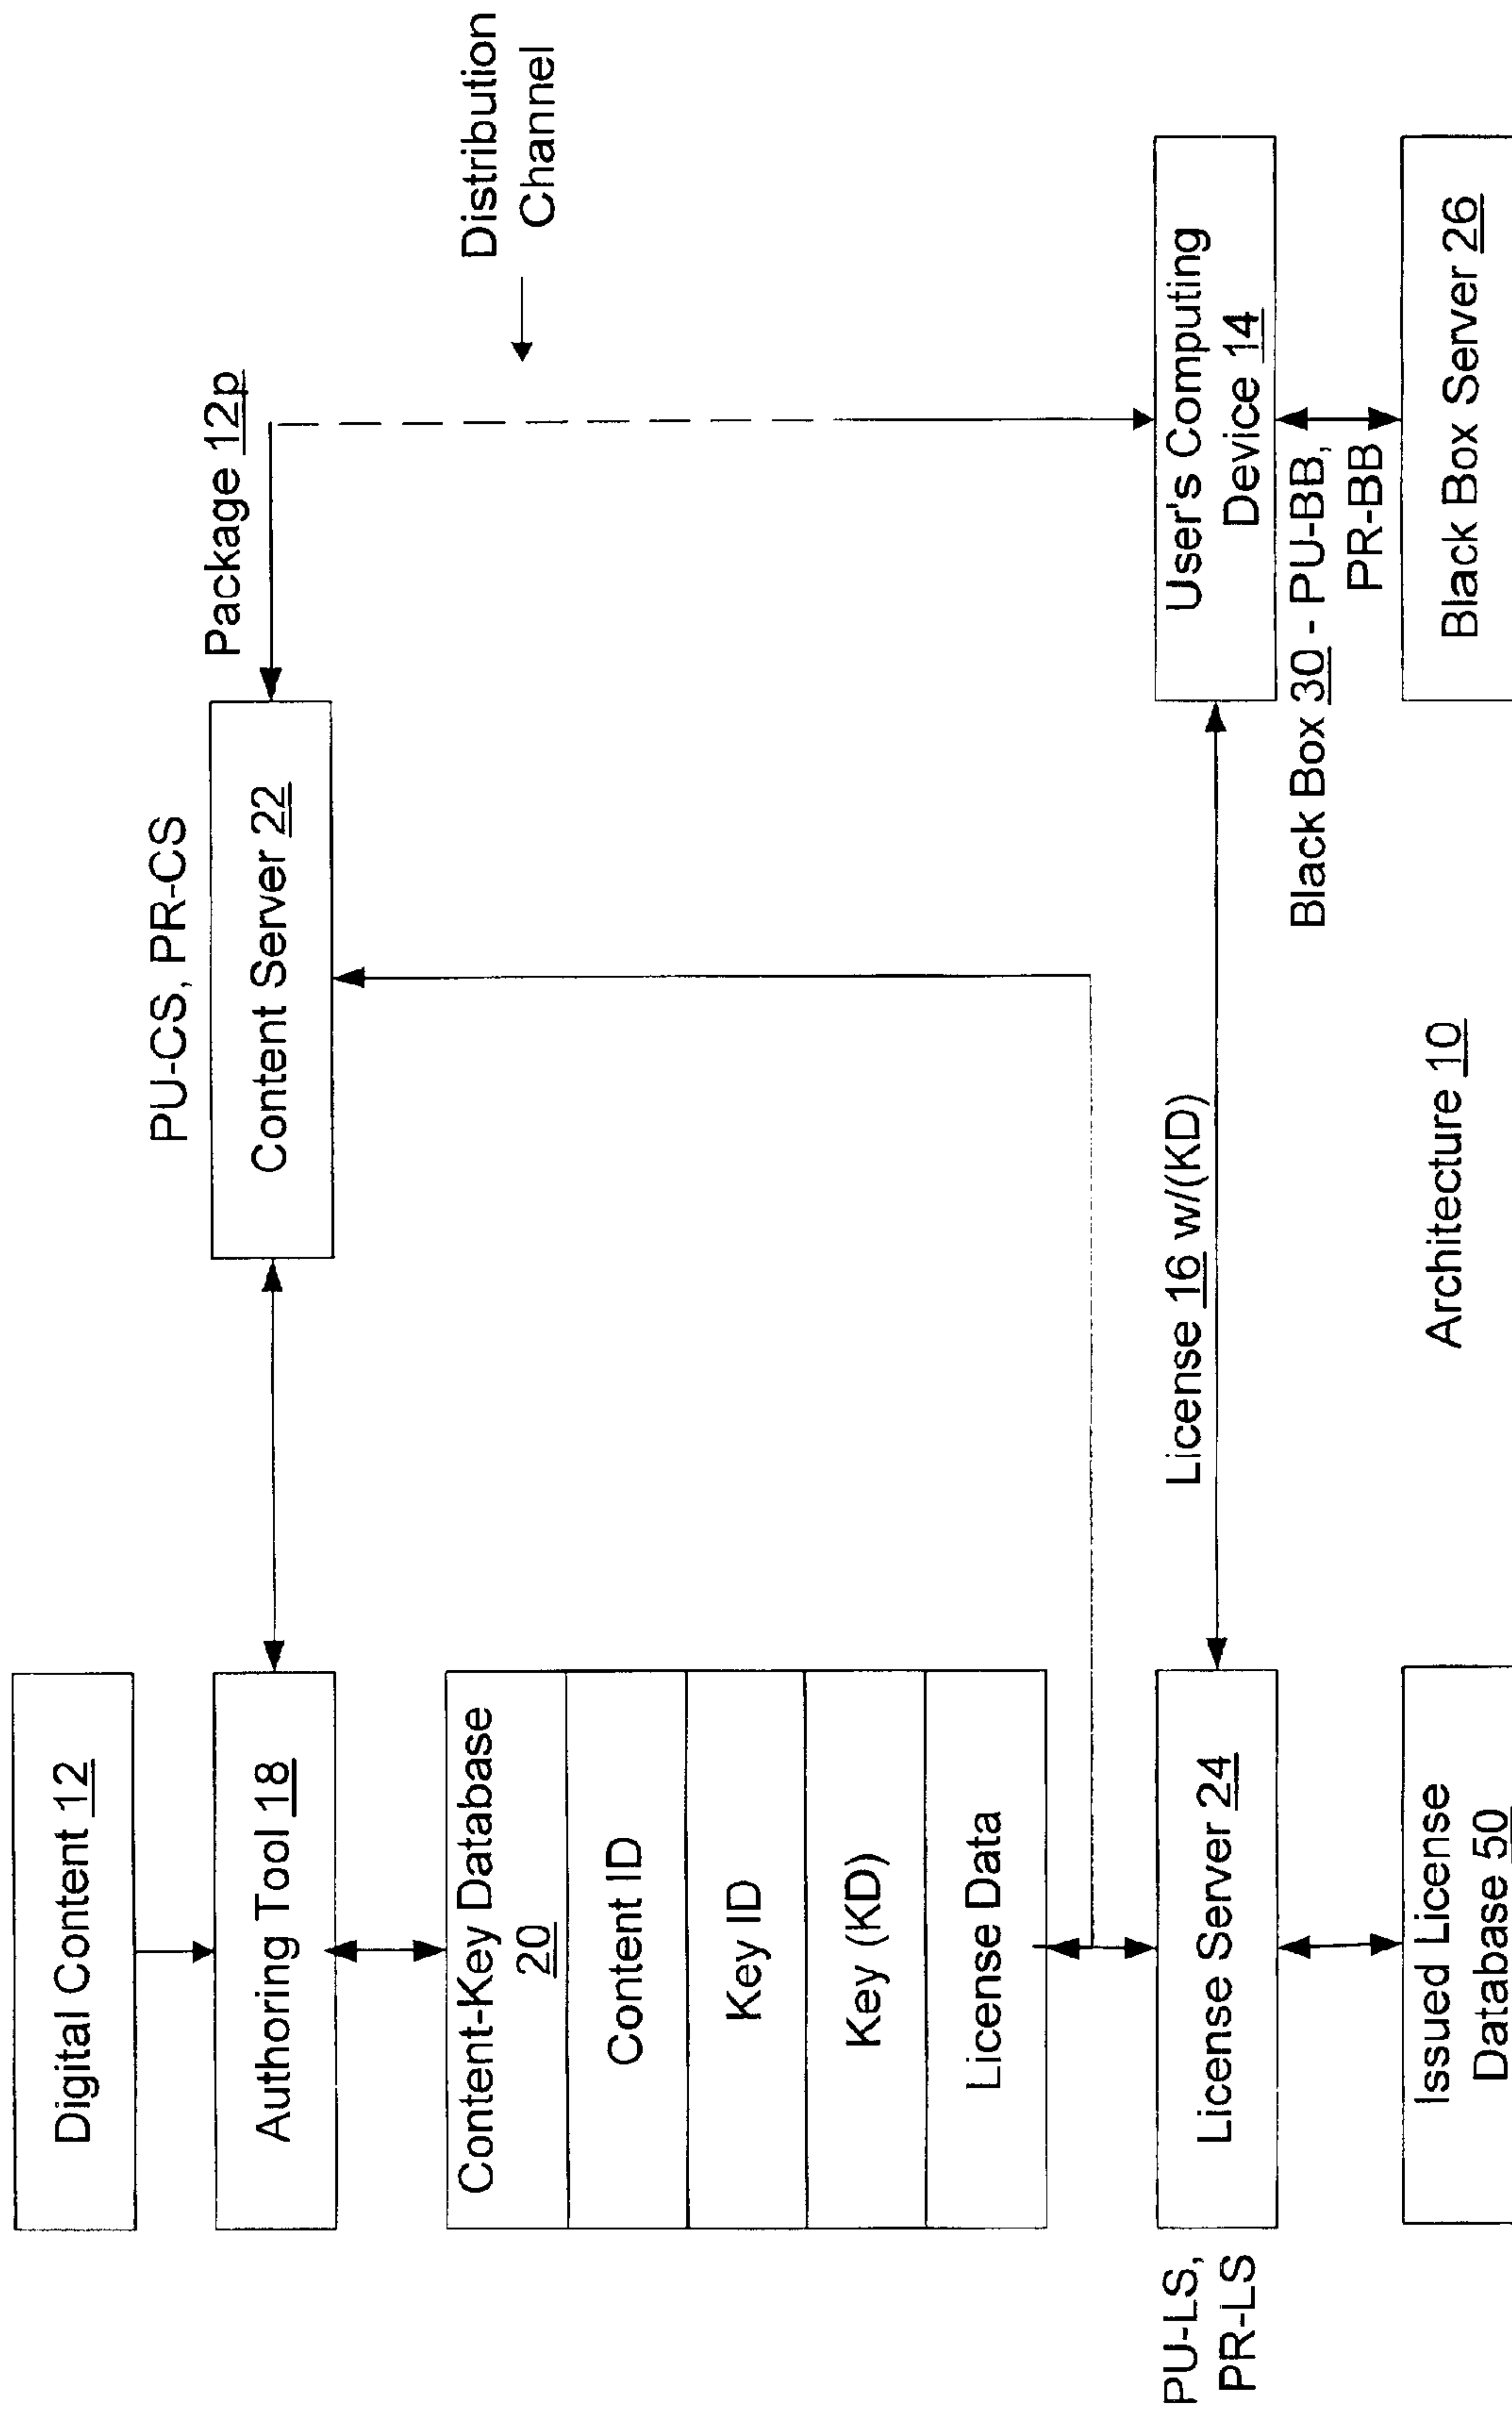 Digital Content 12
Authoring Tool 18
Content-Key Database
20
Content ID
Key ID
Key (KD)
License Data
PU-LS,
PR-LS
License Server 24
Issued License
Database 50
PU-CS, PR-CS
Content Server 22
Package 12p
Distribution
Channel
License 16 w/(KD)
User's Computing
Device 14
Black Box 30 - PU-BB,
PR-BB
Black Box Server 26
Architecture 10